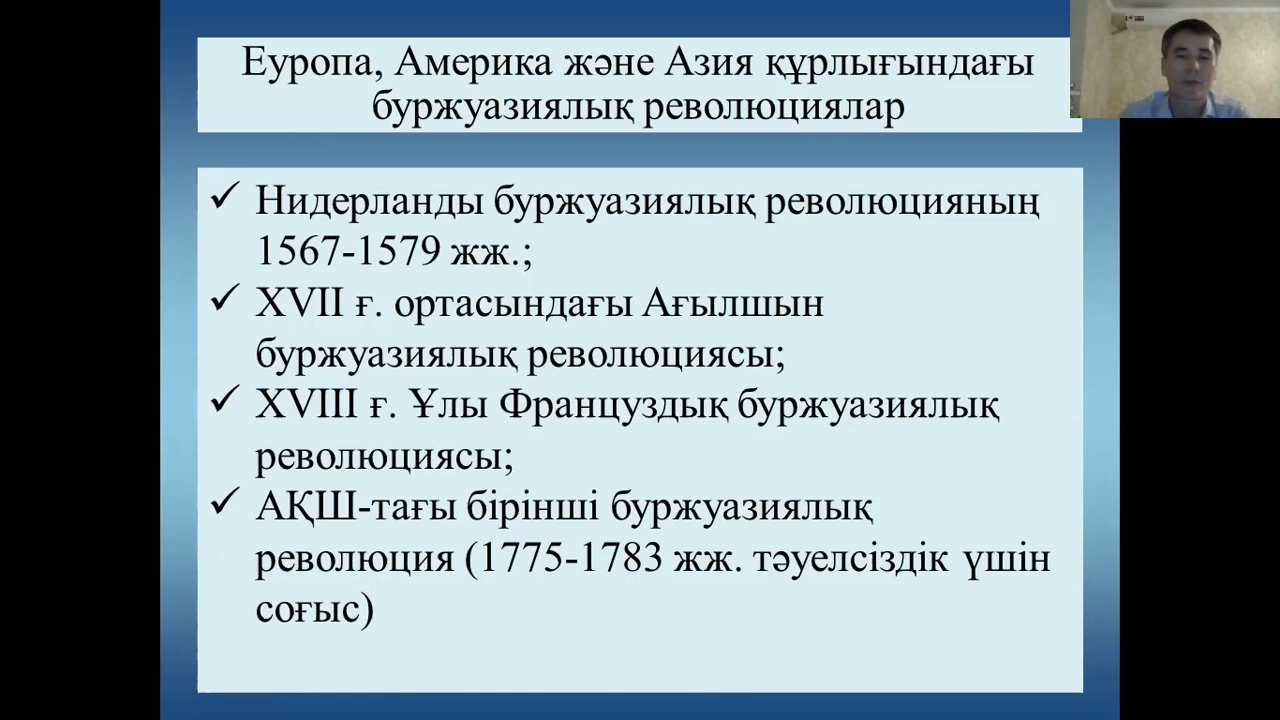 Еуропа, Америка және Азия құрлығындағы
буржуазиялық революциялар
✓ Нидерланды буржуазиялық революцияның
1567-1579 жж.;
✓ XVII ғ. ортасындағы Ағылшын
буржуазиялық революциясы;
✓ XVIII ғ. Ұлы Француздық буржуазиялық
революциясы;
✓ АҚШ-тағы бірінші буржуазиялық
революция (1775-1783 жж. тәуелсіздік үшін
соғыс)